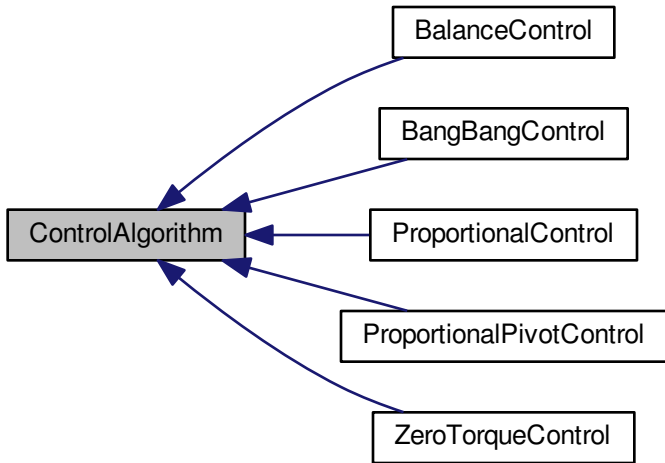 BalanceControl
BangBangControl
ControlAlgorithm
ProportionalControl
ProportionalPivotControl
ZeroTorqueControl